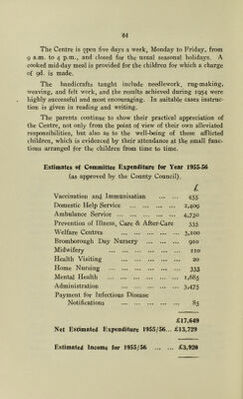 44
The Centre is open five days a week, Monday to Friday, from
9 a.m. to 4 p.m., and closed for the usual seasonal holidays. A
cooked mid-day meal is provided for the children for which a charge
of 9d. is made.
The handicrafts taught include needlework, rug-making,
weaving, and felt work, and the results achieved during 1954 were
highly successful and most encouraging. In suitable cases instruc-
tion is given in reading and writing.
The parents continue to show their practical appreciation of
the Centre, not only from the point of view of their own alleviated
responsibilities, but also as to the well-being of these afflicted
children, which is evidenced by their attendance at the small func-
tions arranged for the children from time to time.
Estimates of Committee Expenditure for Year 1955-56
(as approved by the County Council).
£
Vaccination and Immunisation ... ... 455
Domestic Help Service ... ... ... ... 2,409
Ambulance Service ... ... ... ... ... 4,730
Prevention of Illness, Care & After-Care 535
Welfare Centres ... ... ... ... ... 3,100
Bromborough Day Nursery ... ... ... 900
Midwifery ... ... ... ... ... 110
Health Visiting ... ... ... ... ... 20
Home Nursing ... ... ... ... ... 333
Mental Health ... ... ... ... ... 1,685
Administration ... ... ... ... ... 3,475
Payment for Infectious Disease
Notifications ... ... ... ... ... 85
£17,649
Net Estimated Expenditure 1955/56... £13,729
Estimated Income for 1955/56 ... ... £3,920